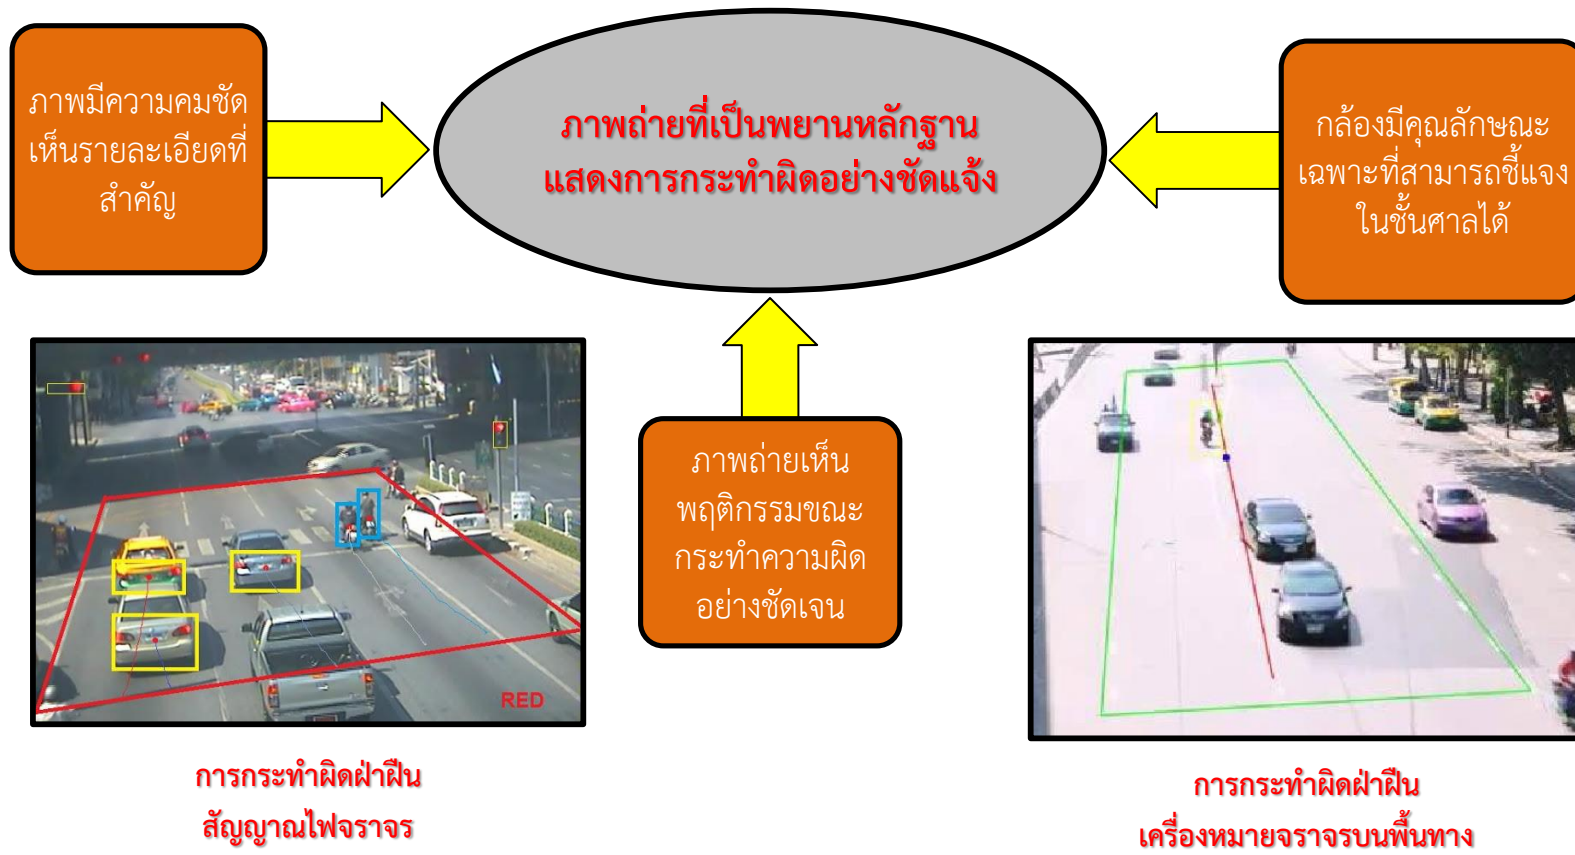 ภาพมีความคมชัด
เห็นรายละเอียดที่
สำคัญ
ภาพถ่ายที่เป็นพยานหลักฐาน
แสดงการกระทำผิดอย่างชัดแจ้ง
กล้องมีคุณลักษณะ
เฉพาะที่สามารถชี้แจง
ในชั้นศาลได้
ภาพถ่ายเห็น
พฤติกรรมขณะ
กระทำความผิด
อย่างชัดเจน
RED
การกระทำผิดฝ่าฝืน
สัญญาณไฟจราจร
การกระทำผิดฝ่าฝืน
เครื่องหมายจราจรบนพื้นทาง